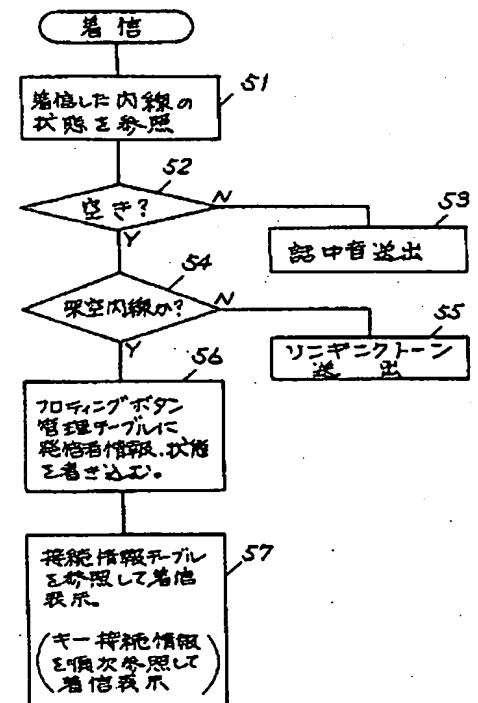 着信
51
着信した内線の
状態を参照
52
空き?
N
53
話中音送出
Y
54
架空内線か?
N
55
リンギングトーン
送出
Y
56
フロティングボタン
管理テーブルに
発信者情報、状態
を書き込む。
57
接続情報テーブル
を参照して着信
表示。
(キー接続情報
を順次参照して
着信表示
)